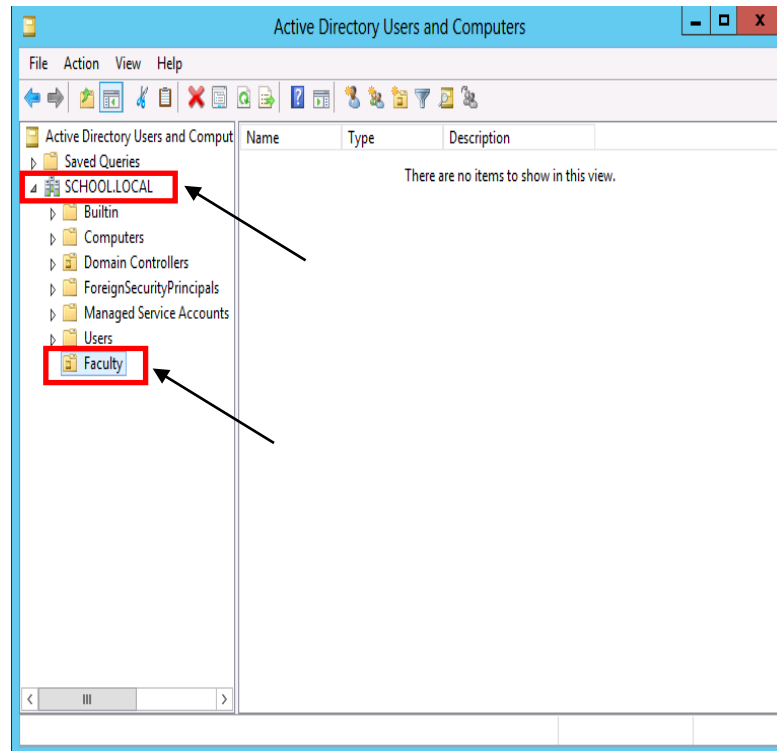 Active Directory Users and Computers
File Action View Help
Active Directory Users and Comput
Name Type Description
Saved Queries
There are no items to show in this view.
SCHOOL.LOCAL
Builtin
Computers
Domain Controllers
ForeignSecurityPrincipals
Managed Service Accounts
Users
Faculty